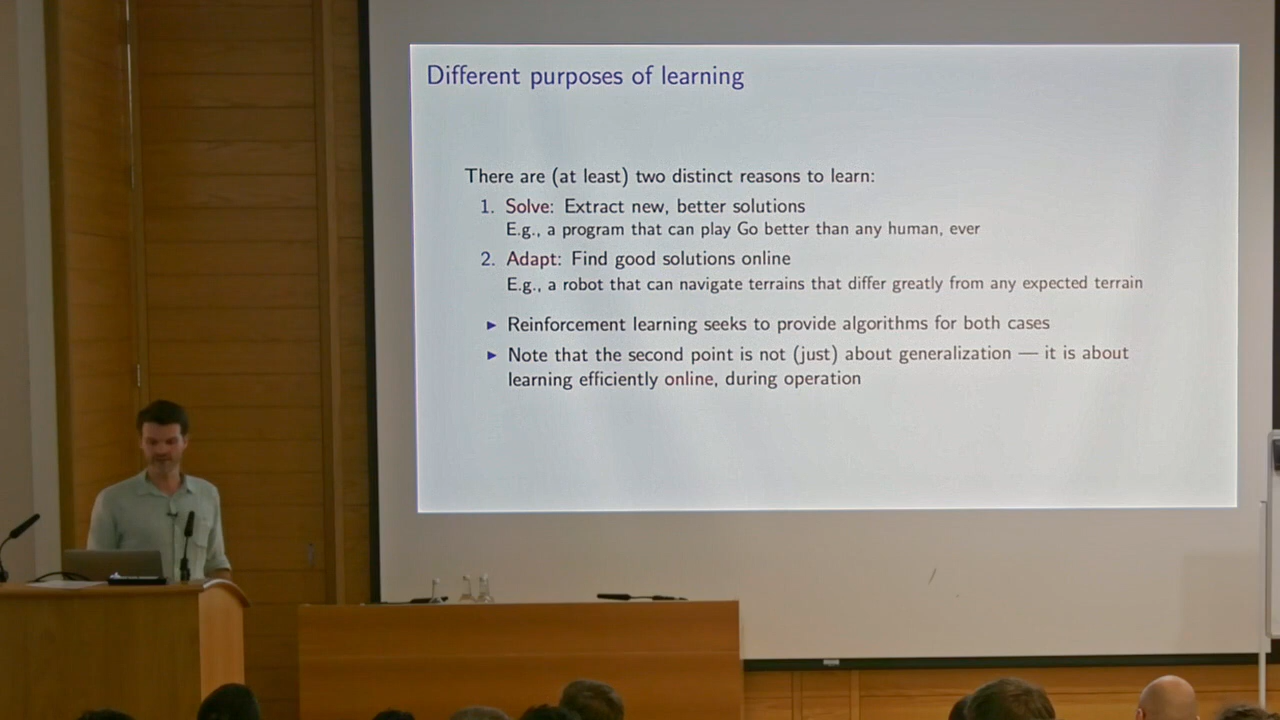 Different purposes of learning
There are (at least) two distinct reasons to learn:
1. Solve: Extract new, better solutions
E.g., a program that can play Go better than any human, ever
2. Adapt: Find good solutions online
E.g., a robot that can navigate terrains that differ greatly from any expected terrain
▶ Reinforcement learning seeks to provide algorithms for both cases
▶ Note that the second point is not (just) about generalization — it is about
learning efficiently online, during operation